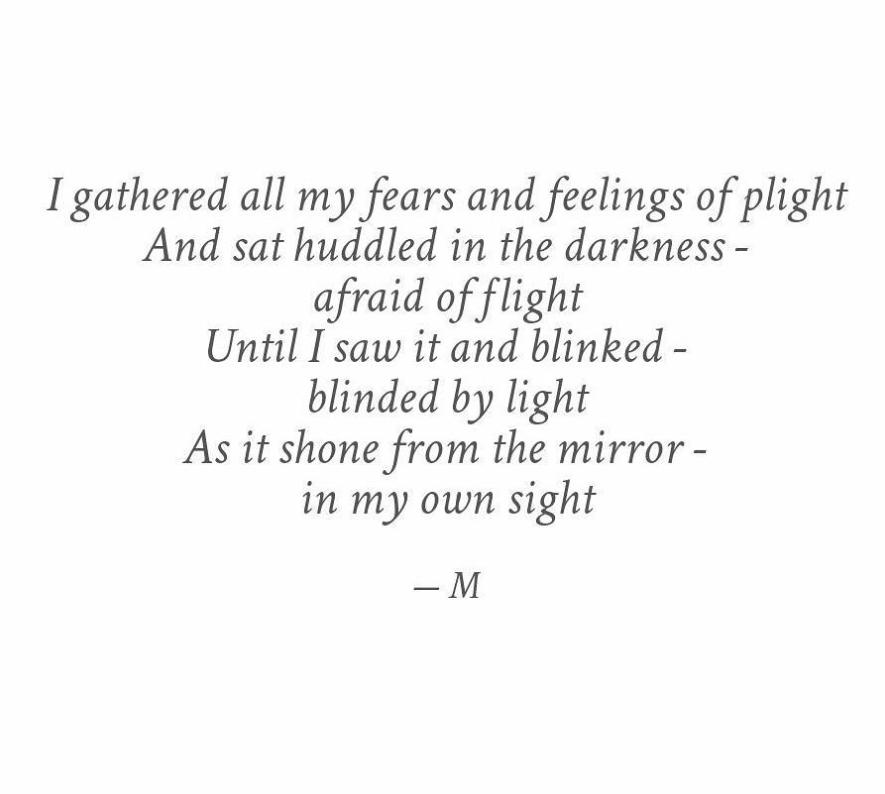 I gathered all my fears and feelings of plight
And sat huddled in the darkness -
afraid of flight
Until I saw it and blinked -
blinded by light
As it shone from the mirror -
in my own sight
— M